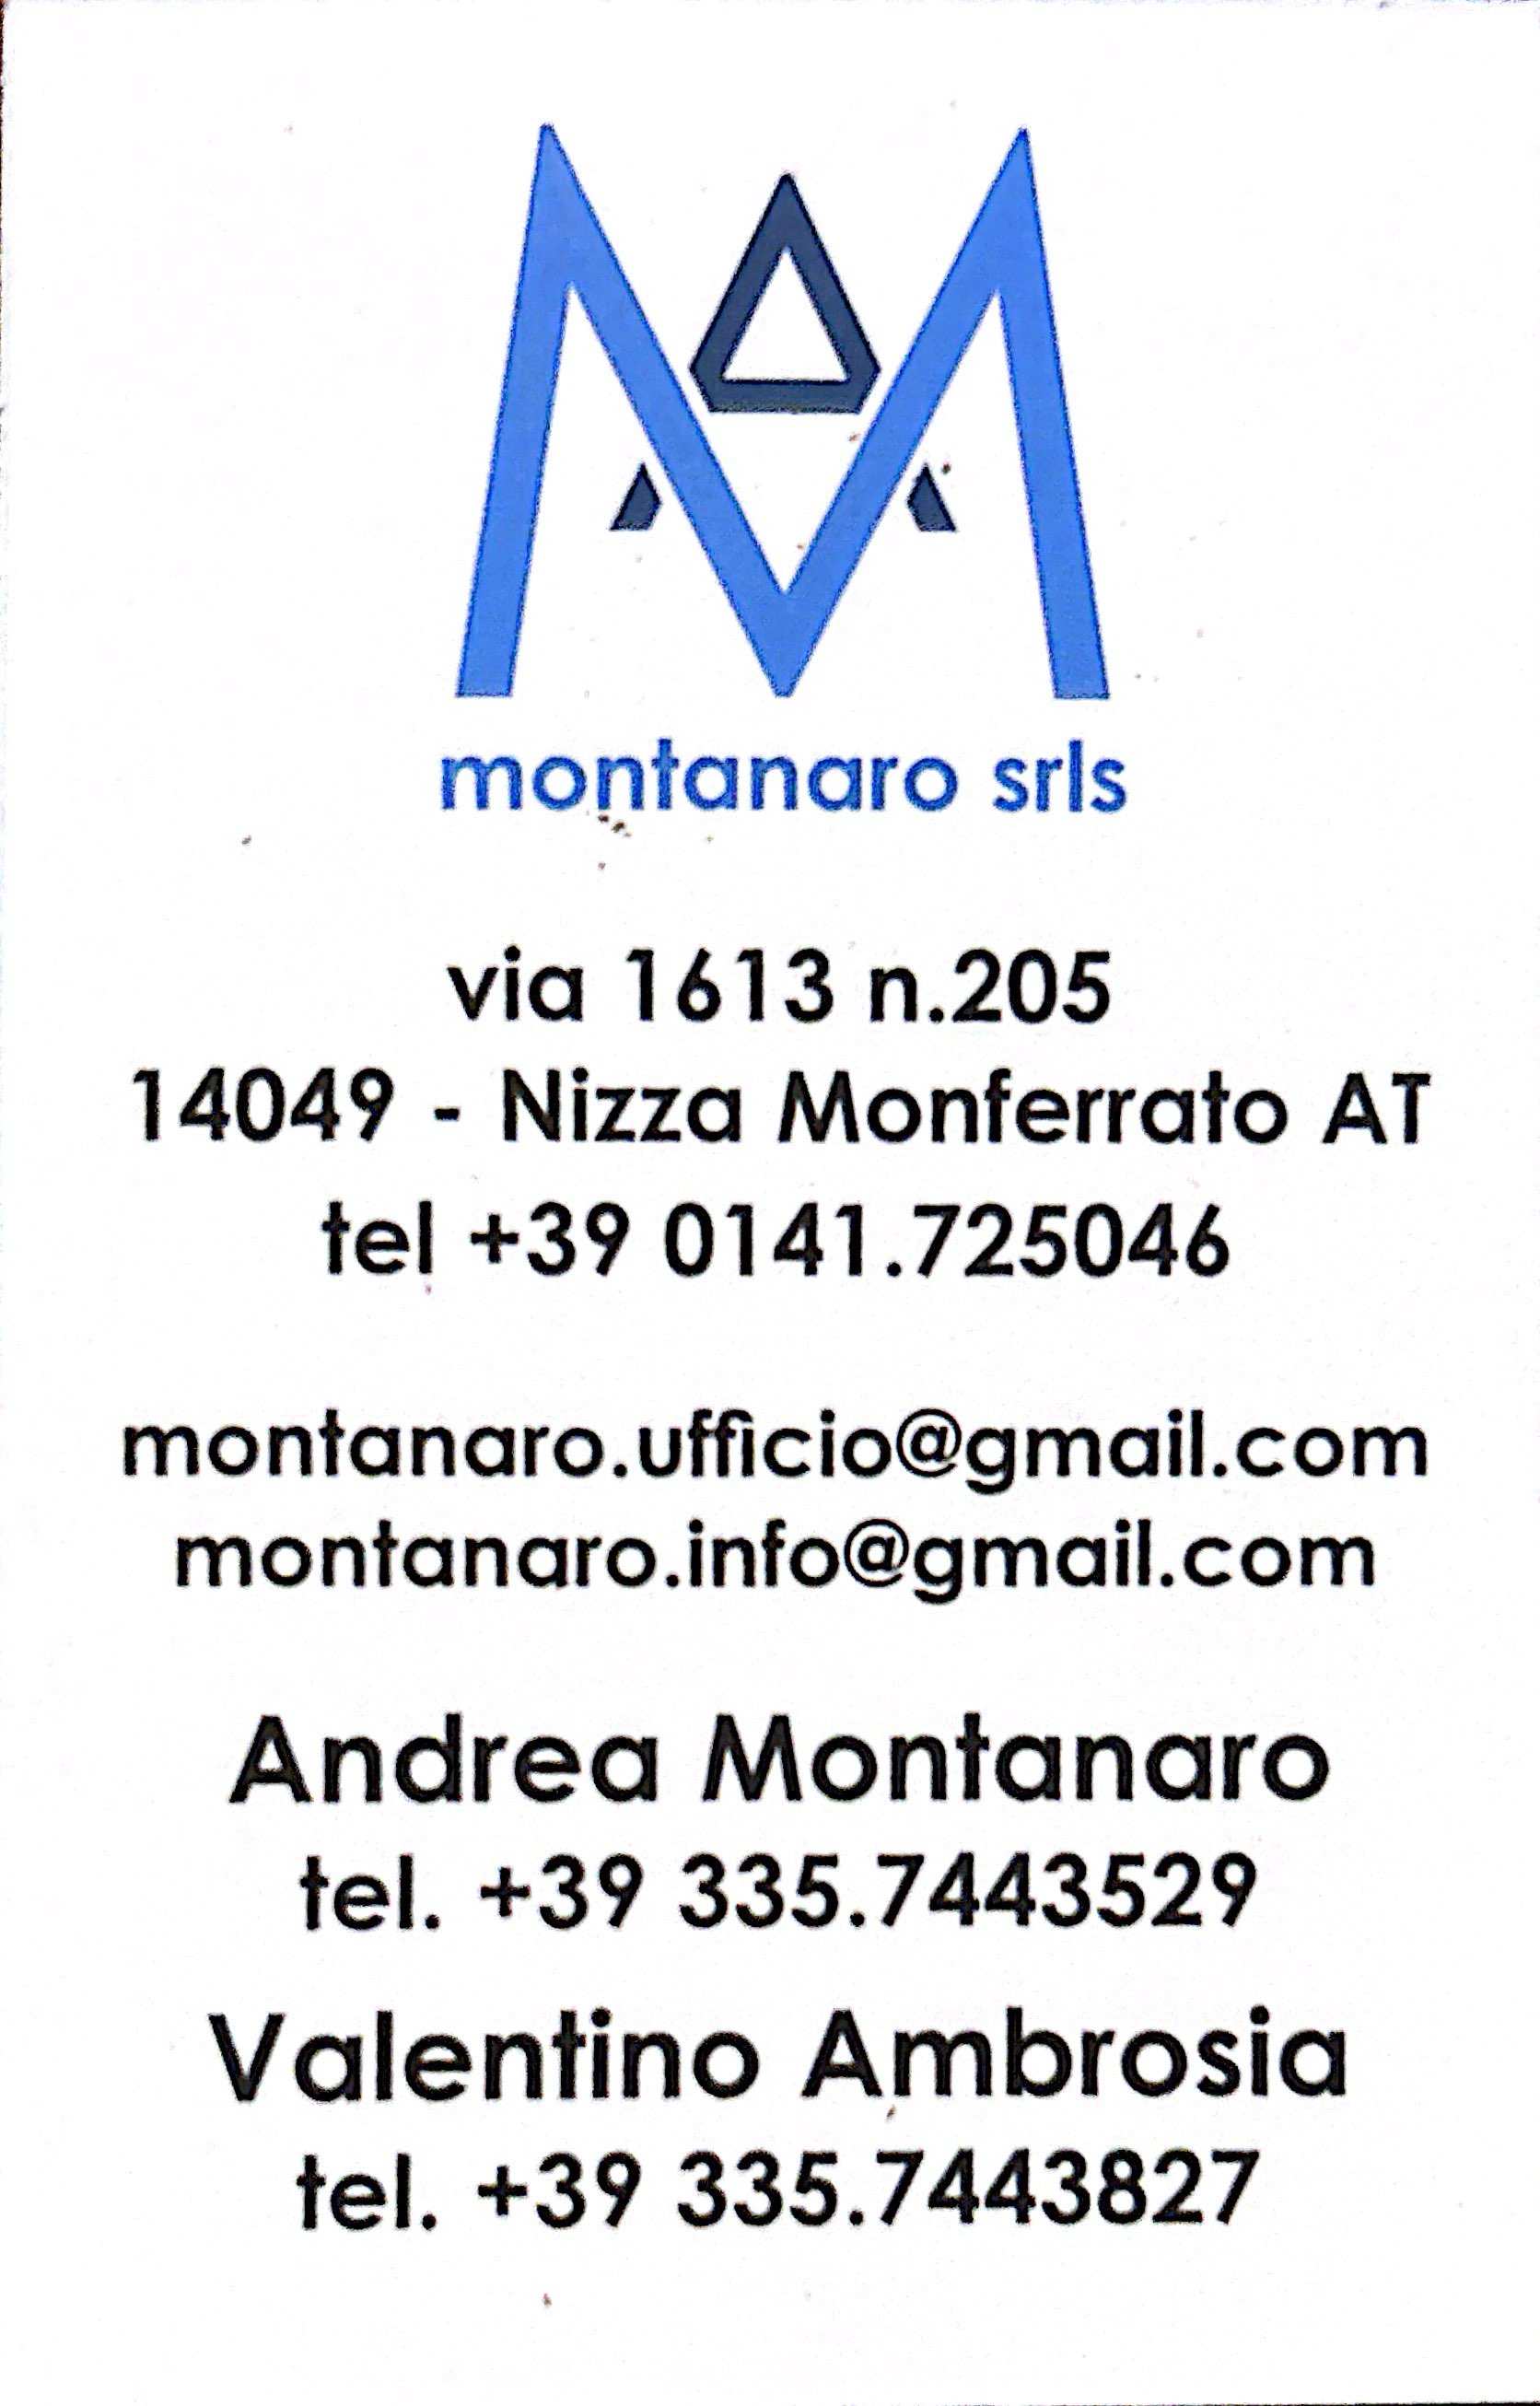 montanaro srls
via 1613 n.205
14049 - Nizza Monferrato AT
tel +39 0141.725046
montanaro.ufficio@gmail.com
montanaro.info@gmail.com
Andrea Montanaro
tel. +39 335.7443529
Valentino Ambrosia
tel. +39 335.7443827